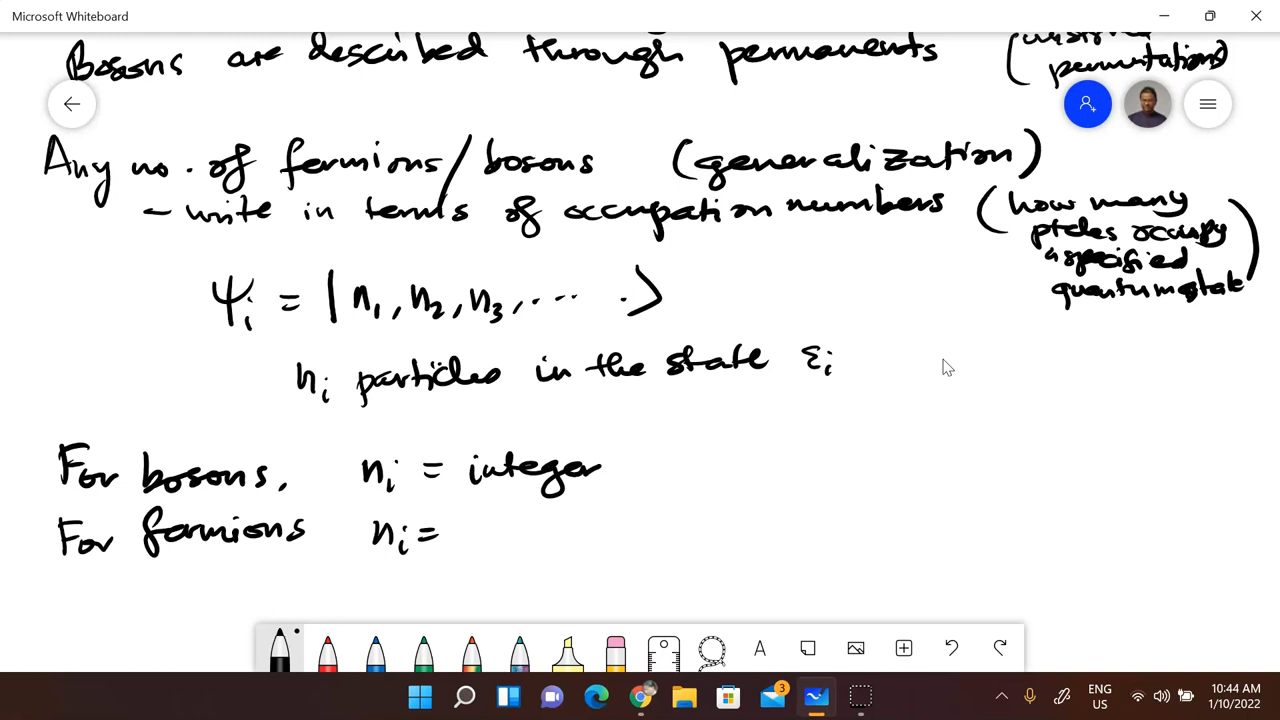 Microsoft Whiteboard
Bosons are described through permanents
permutations)
Any no. of fermions/bosons (generalization)
- write in terms of occupation numbers
(how many
ptcles occupy
a specified
quantum state)
Ψi = |n1, n2, n3, .... .>
ni particles in the state εi
For bosons, ni = integer
For fermions ni =
A
3
ENG
US
10:44 AM
1/10/2022